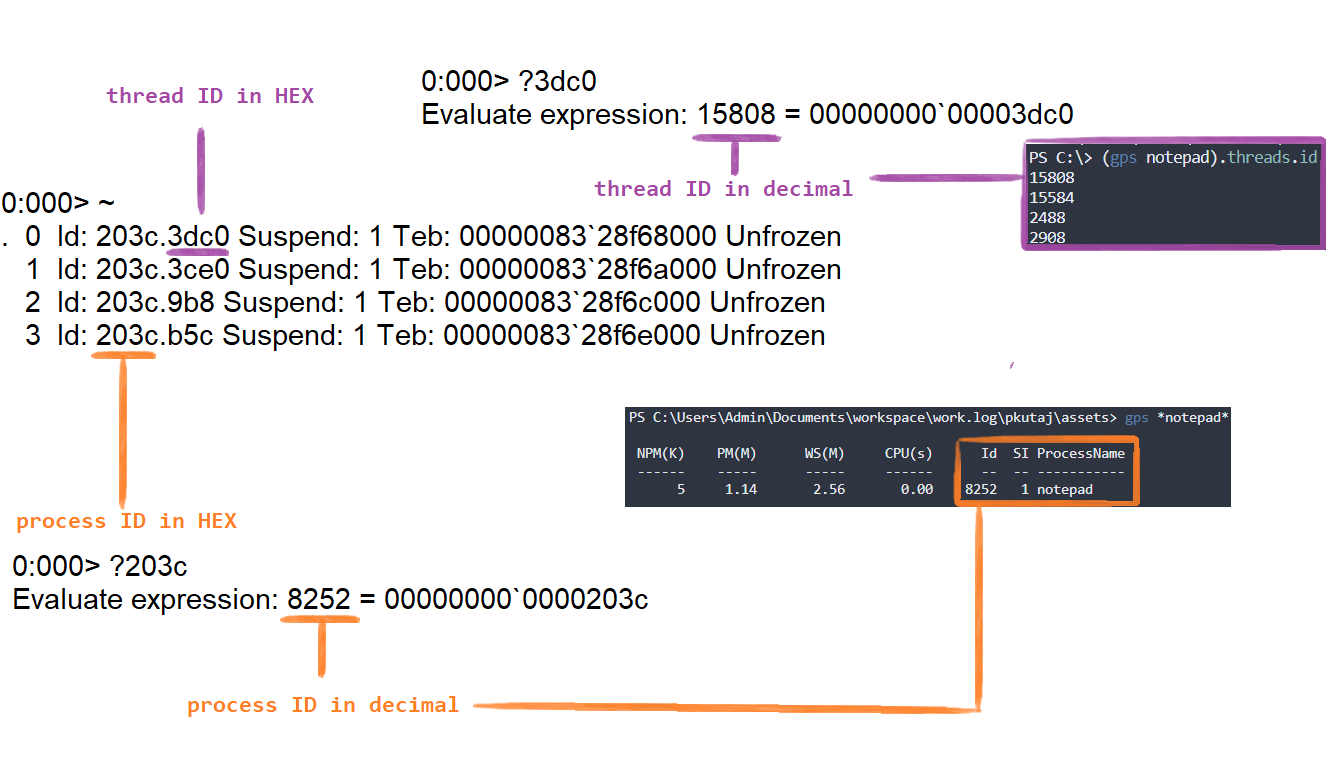 thread ID in HEX
0:000> ?3dc0
Evaluate expression: 15808 = 00000000`00003dc0
thread ID in decimal
PS C:\> (gps notepad).threads.id
15808
15584
2488
2908
0:000> ~
.  0  Id: 203c.3dc0 Suspend: 1 Teb: 00000083`28f68000 Unfrozen
   1  Id: 203c.3ce0 Suspend: 1 Teb: 00000083`28f6a000 Unfrozen
   2  Id: 203c.9b8 Suspend: 1 Teb: 00000083`28f6c000 Unfrozen
   3  Id: 203c.b5c Suspend: 1 Teb: 00000083`28f6e000 Unfrozen
PS C:\Users\Admin\Documents\workspace\work.log\pkutaj\assets> gps *notepad*
NPM(K)    PM(M)      WS(M)     CPU(s)      Id  SI ProcessName
------    -----      -----     ------      --  -- -----------
     5     1.14       2.56       0.00    8252   1 notepad
process ID in HEX
0:000> ?203c
Evaluate expression: 8252 = 00000000`0000203c
process ID in decimal